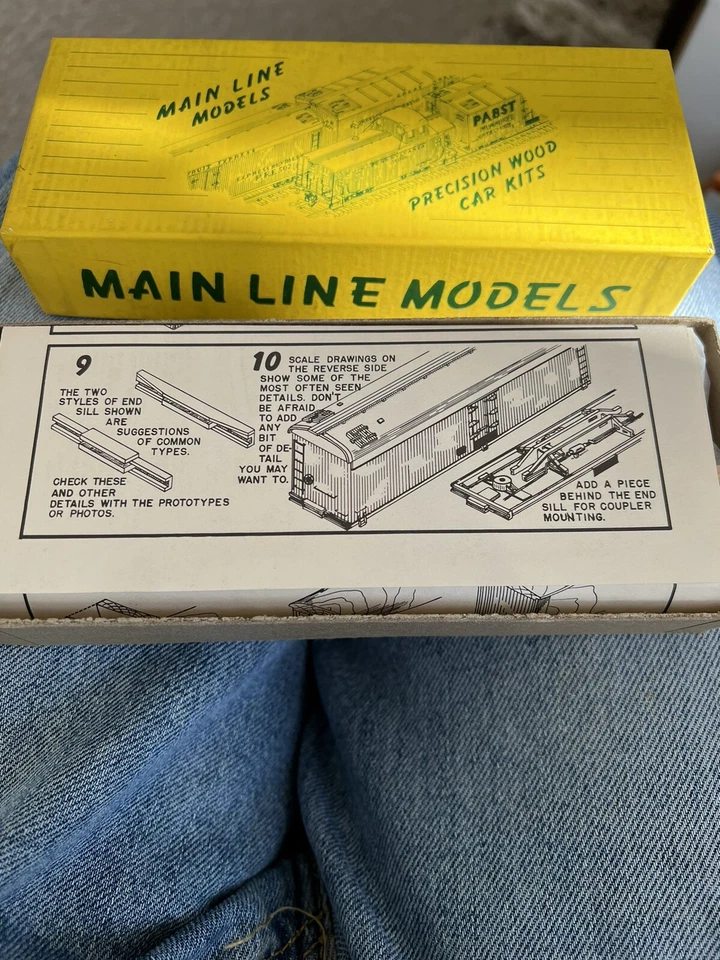 MAIN LINE
MODELS
PABST
PONY EXPRESS
PRECISION WOOD
CAR KITS
MAIN LINE MODELS
9
THE TWO
STYLES OF END
SILL SHOWN
ARE
SUGGESTIONS
OF COMMON
TYPES.
CHECK THESE
AND OTHER
DETAILS WITH THE PROTOTYPES
OR PHOTOS.
10 SCALE DRAWINGS ON
THE REVERSE SIDE
SHOW SOME OF THE
MOST OFTEN SEEN
DETAILS. DON'T
BE AFRAID
TO ADD
ANY
BIT
OF DE-
TAIL
YOU MAY
WANT TO.
ADD A PIECE
BEHIND THE END
SILL FOR COUPLER
MOUNTING.